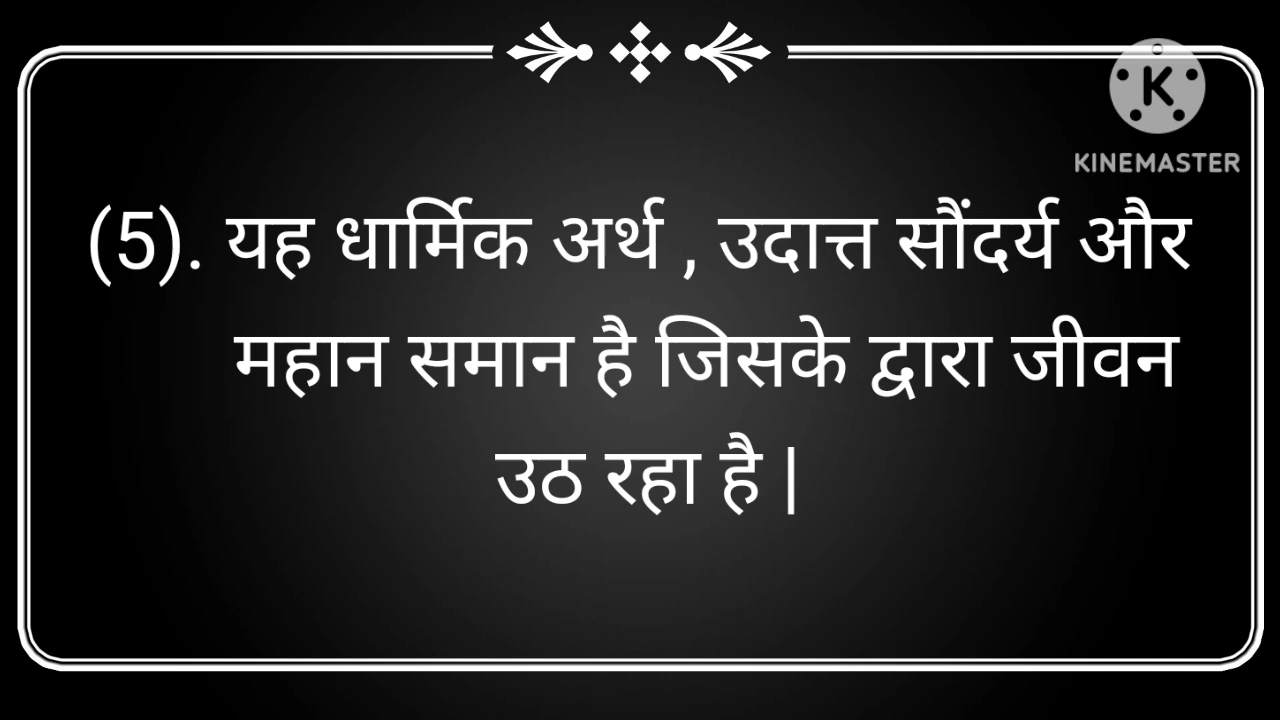 KINEMASTER
(5). यह धार्मिक अर्थ , उदात्त सौंदर्य और
महान समान है जिसके द्वारा जीवन
उठ रहा है |